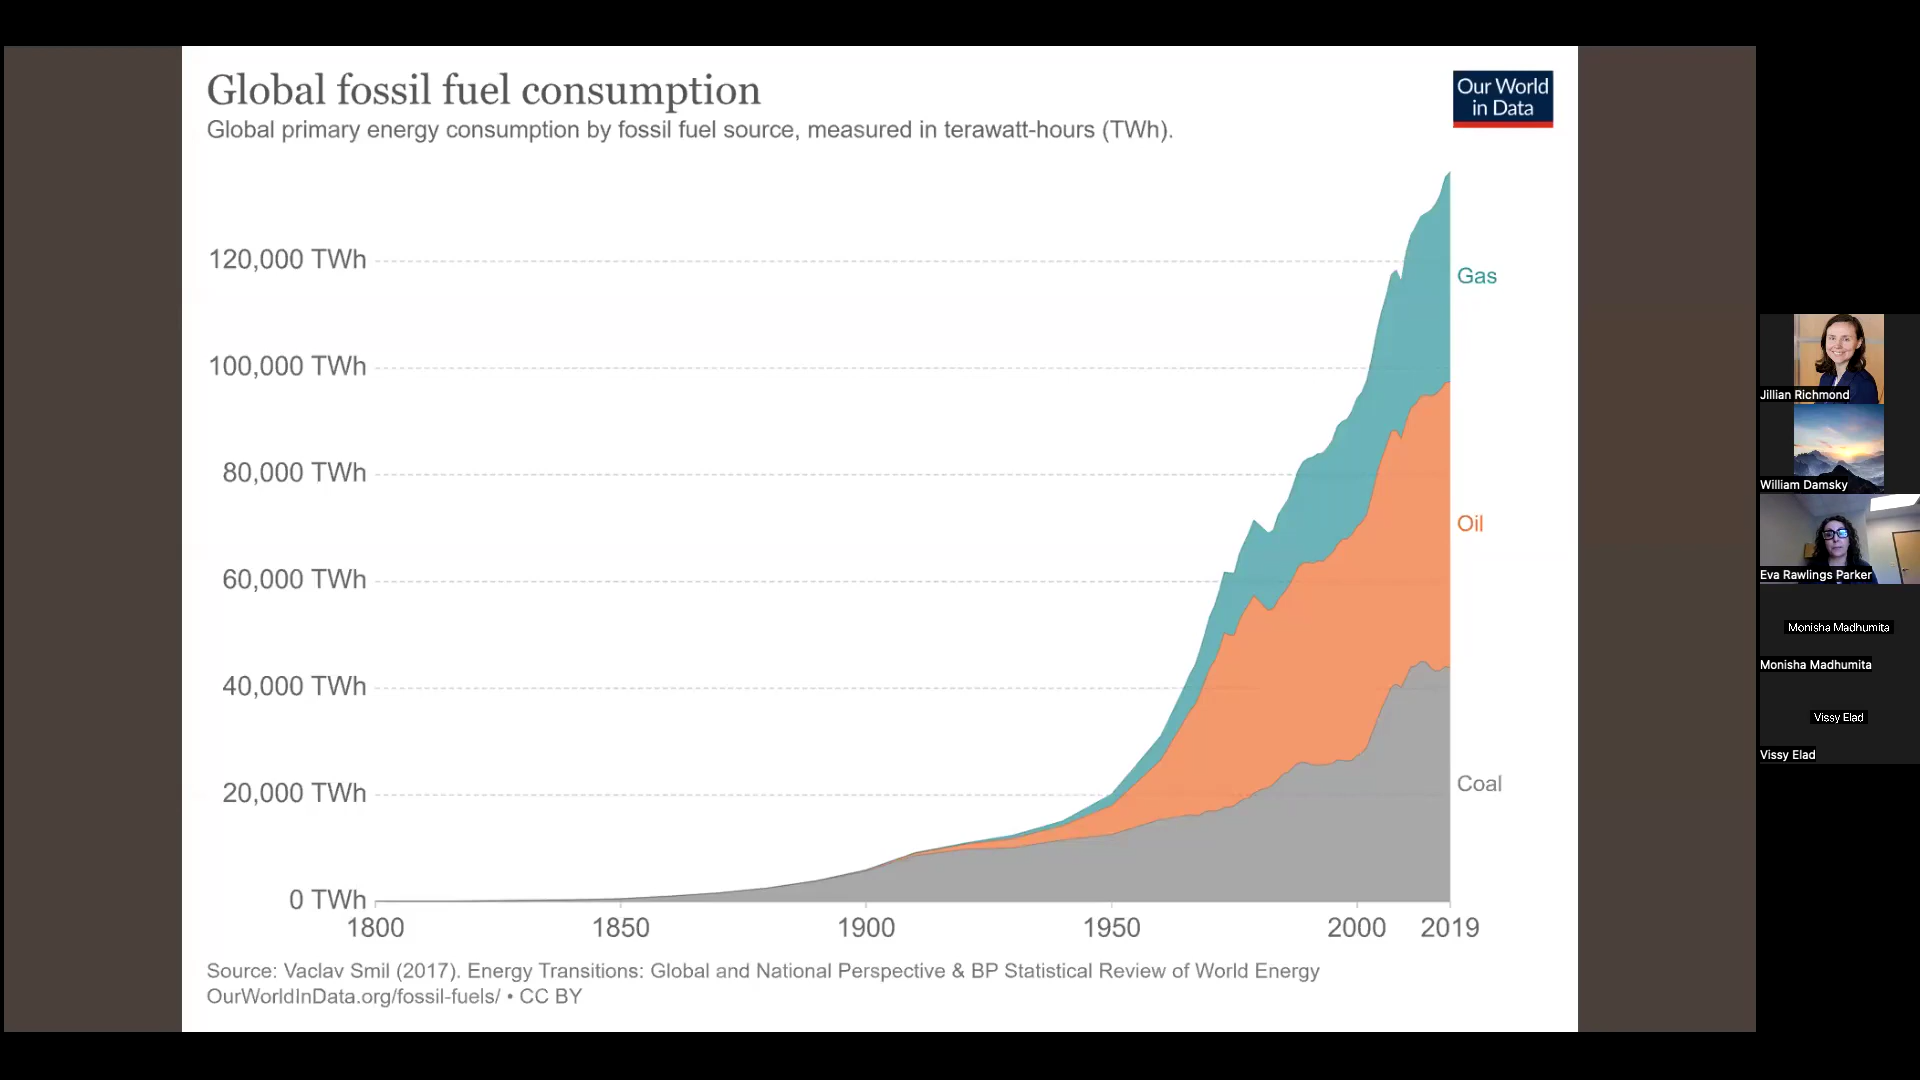 Global fossil fuel consumption
Global primary energy consumption by fossil fuel source, measured in terawatt-hours (TWh).
Our World
in Data
120,000 TWh
100,000 TWh
80,000 TWh
60,000 TWh
40,000 TWh
20,000 TWh
0 TWh
Gas
Oil
Coal
1800
1850
1900
1950
2000
2019
Source: Vaclav Smil (2017). Energy Transitions: Global and National Perspective & BP Statistical Review of World Energy
OurWorldInData.org/fossil-fuels/ • CC BY
Jillian Richmond
William Damsky
Eva Rawlings Parker
Monisha Madhumita
Monisha Madhumita
Vissy Elad
Vissy Elad